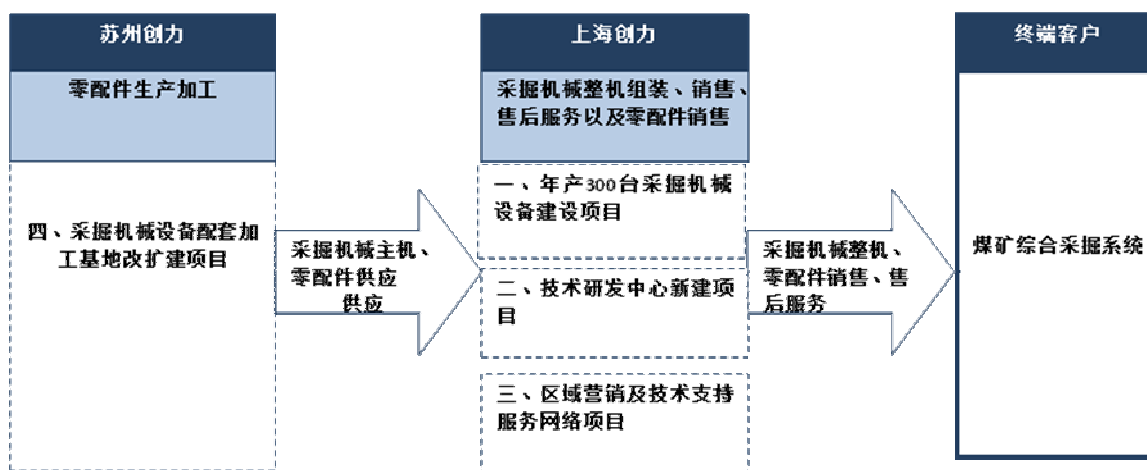 苏州创力
零配件生产加工
四、采掘机械设备配套加
工基地改扩建项目
采掘机械主机、
零配件供应
供应
上海创力
采掘机械整机组装、销售、
售后服务以及零配件销售
一、年产300台采掘机械
设备建设项目
二、技术研发中心新建项
目
三、区域营销及技术支持
服务网络项目
采掘机械整机、
零配件销售、售
后服务
终端客户
煤矿综合采掘系统